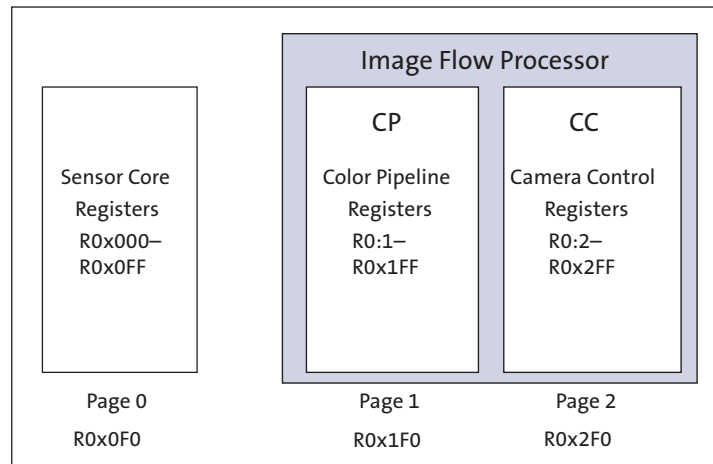 Image Flow Processor
Sensor Core
Registers
R0x000–
R0x0FF
CP
Color Pipeline
Registers
R0:1–
R0x1FF
CC
Camera Control
Registers
R0:2–
R0x2FF
Page 0
R0x0F0
Page 1
R0x1F0
Page 2
R0x2F0